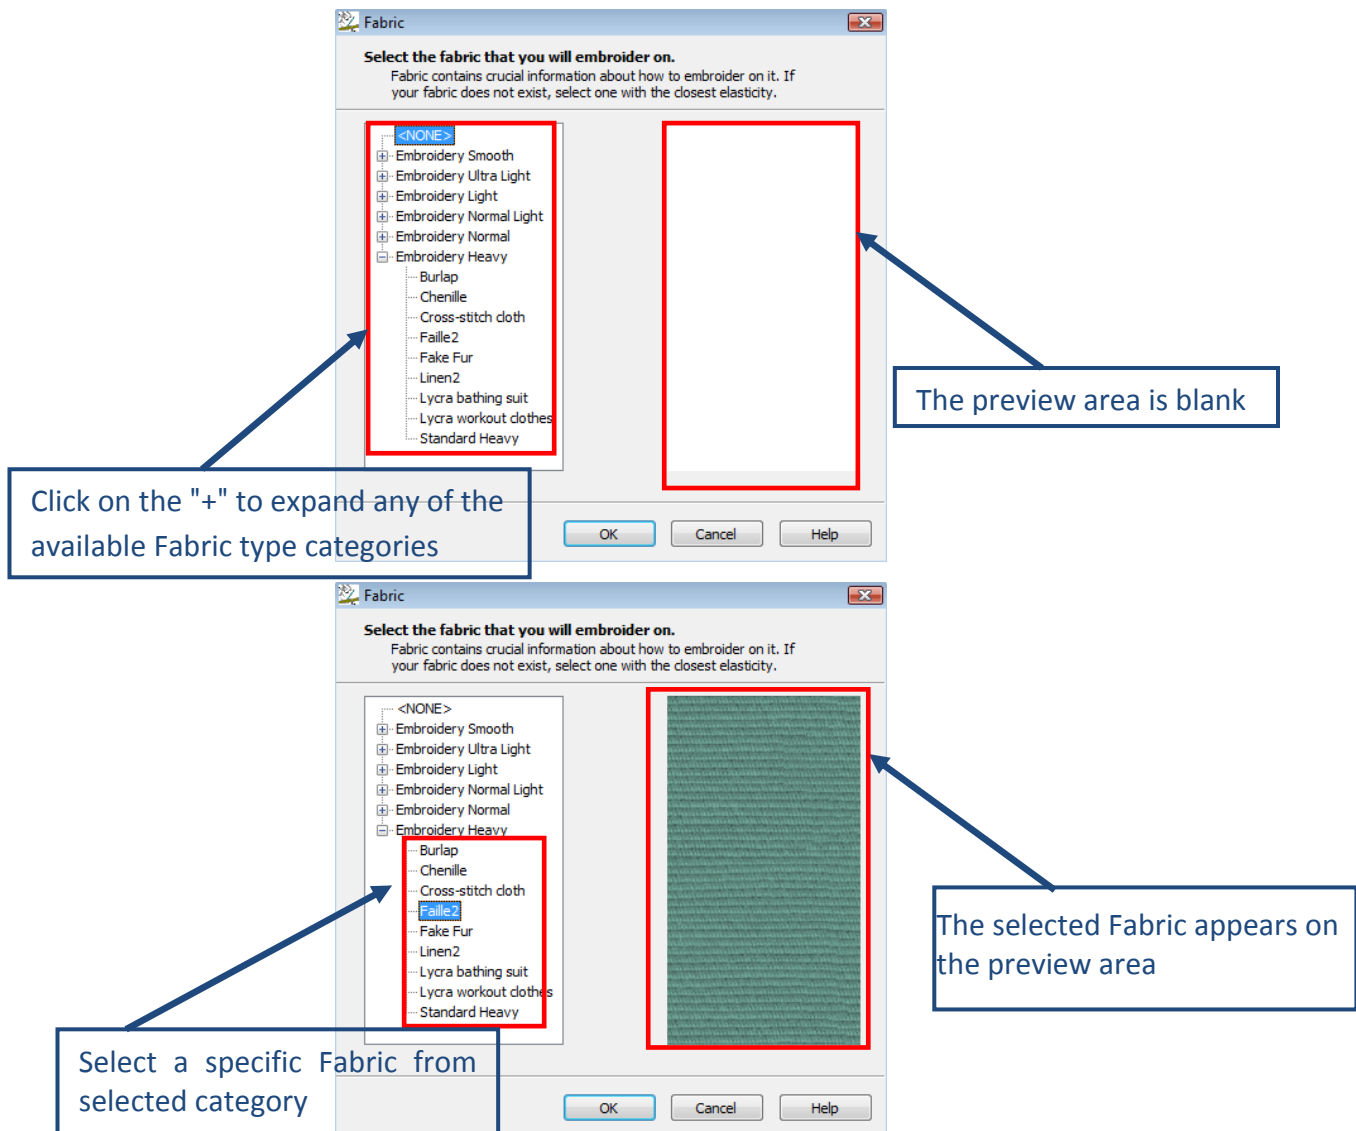 Fabric
Select the fabric that you will embroider on.
Fabric contains crucial information about how to embroider on it. If
your fabric does not exist, select one with the closest elasticity.
<NONE>
Embroidery Smooth
Embroidery Ultra Light
Embroidery Light
Embroidery Normal Light
Embroidery Normal
Embroidery Heavy
Burlap
Chenille
Cross-stitch cloth
Faille2
Fake Fur
Linen2
Lycra bathing suit
Lycra workout clothes
Standard Heavy
The preview area is blank
Click on the "+" to expand any of the
available Fabric type categories
OK
Cancel
Help
Fabric
Select the fabric that you will embroider on.
Fabric contains crucial information about how to embroider on it. If
your fabric does not exist, select one with the closest elasticity.
<NONE>
Embroidery Smooth
Embroidery Ultra Light
Embroidery Light
Embroidery Normal Light
Embroidery Normal
Embroidery Heavy
Burlap
Chenille
Cross-stitch cloth
Faille2
Fake Fur
Linen2
Lycra bathing suit
Lycra workout clothes
Standard Heavy
The selected Fabric appears on
the preview area
Select a specific Fabric from
selected category
OK
Cancel
Help